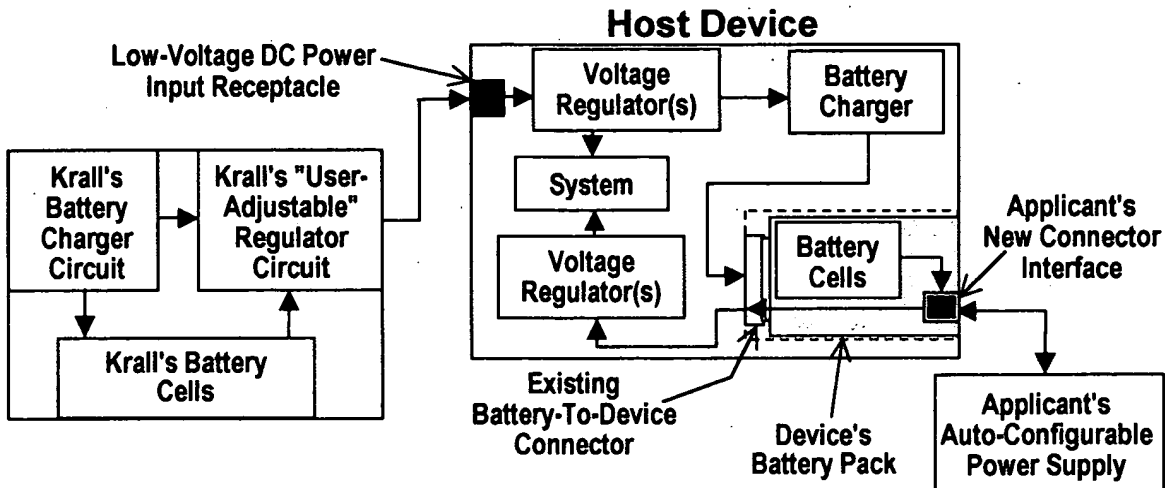 Host Device
Low-Voltage DC Power
Input Receptacle
Voltage
Regulator(s)
Battery
Charger
Krall's
Battery
Charger
Circuit
Krall's "User-
Adjustable"
Regulator
Circuit
System
Applicant's
New Connector
Interface
Battery
Cells
Voltage
Regulator(s)
Krall's Battery
Cells
Existing
Battery-To-Device
Connector
Device's
Battery Pack
Applicant's
Auto-Configurable
Power Supply